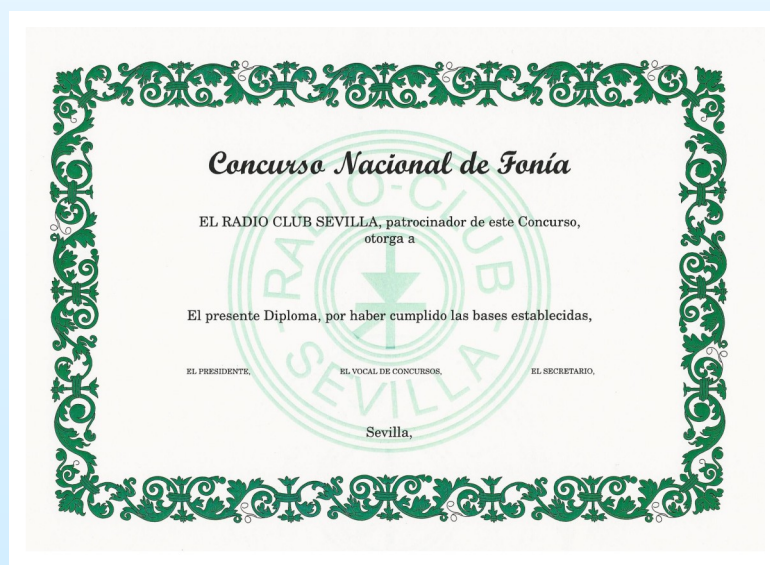 Concurso Nacional de Fonía
EL RADIO CLUB SEVILLA, patrocinador de este Concurso,
otorga a
RADIO-CLUB
SEVILLA
El presente Diploma, por haber cumplido las bases establecidas,
EL PRESIDENTE,
EL VOCAL DE CONCURSOS,
EL SECRETARIO,
Sevilla,